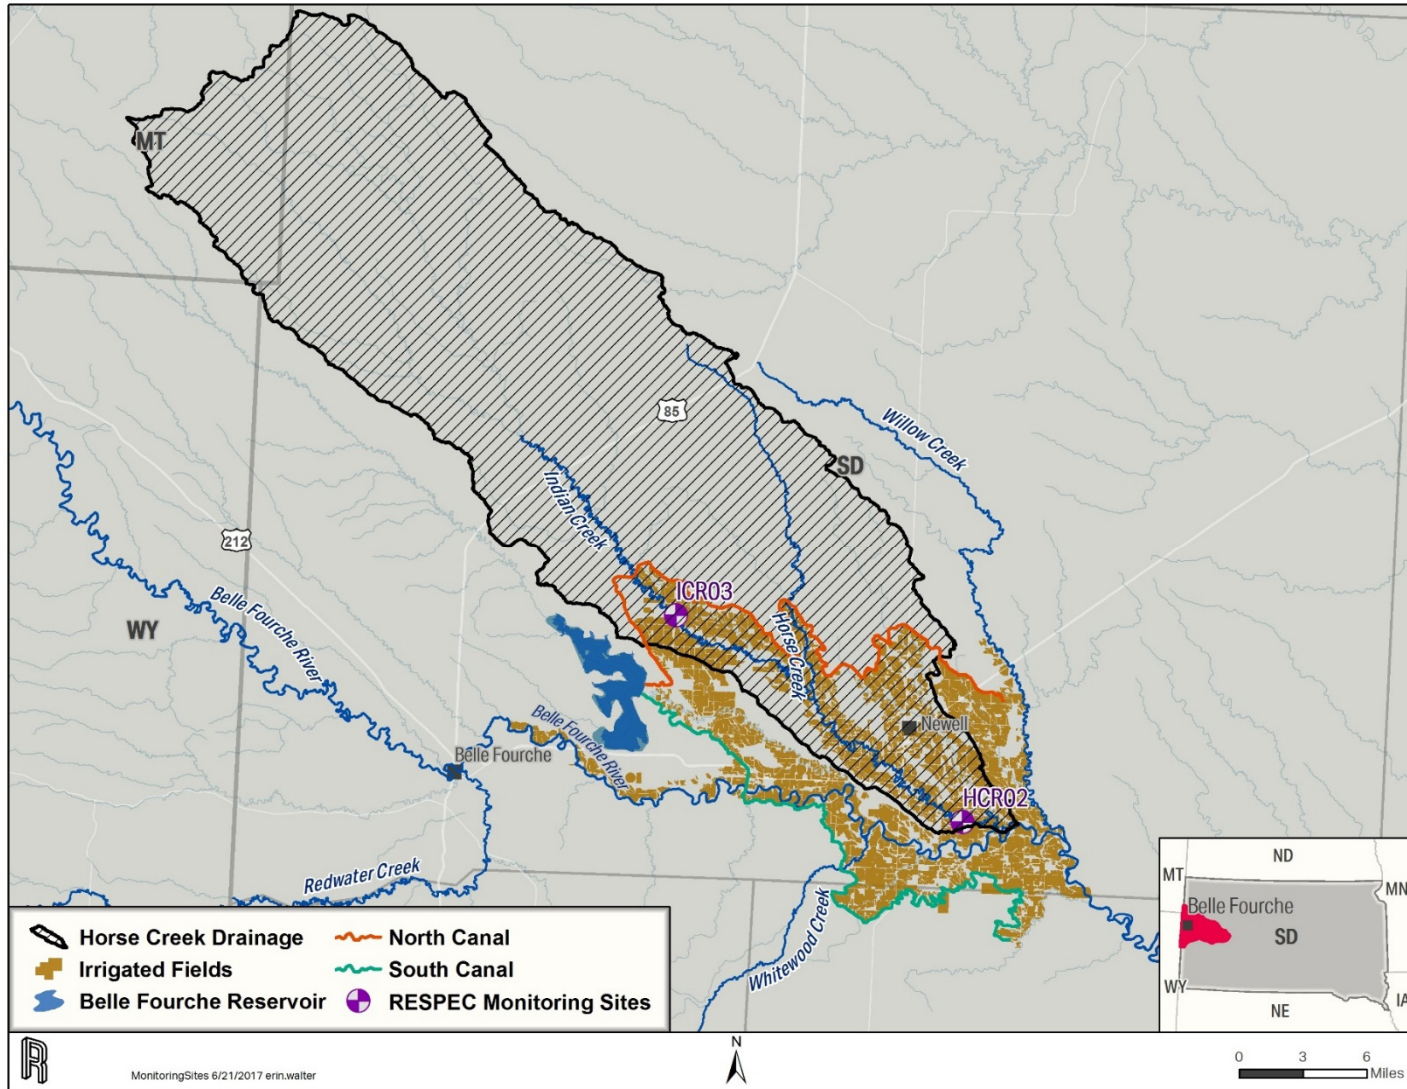 MT
85
Willow Creek
SD
Indian Creek
212
ICR03
Belle Fourche River
Horse Creek
WY
Newell
Belle Fourche River
Belle Fourche
HCR02
Redwater Creek
Whitewood Creek
Horse Creek Drainage
North Canal
Irrigated Fields
South Canal
Belle Fourche Reservoir
RESPEC Monitoring Sites
ND
MT
MN
Belle Fourche
SD
WY
NE
IA
R
MonitoringSites 6/21/2017 erin.walter
N
0 3 6
Miles